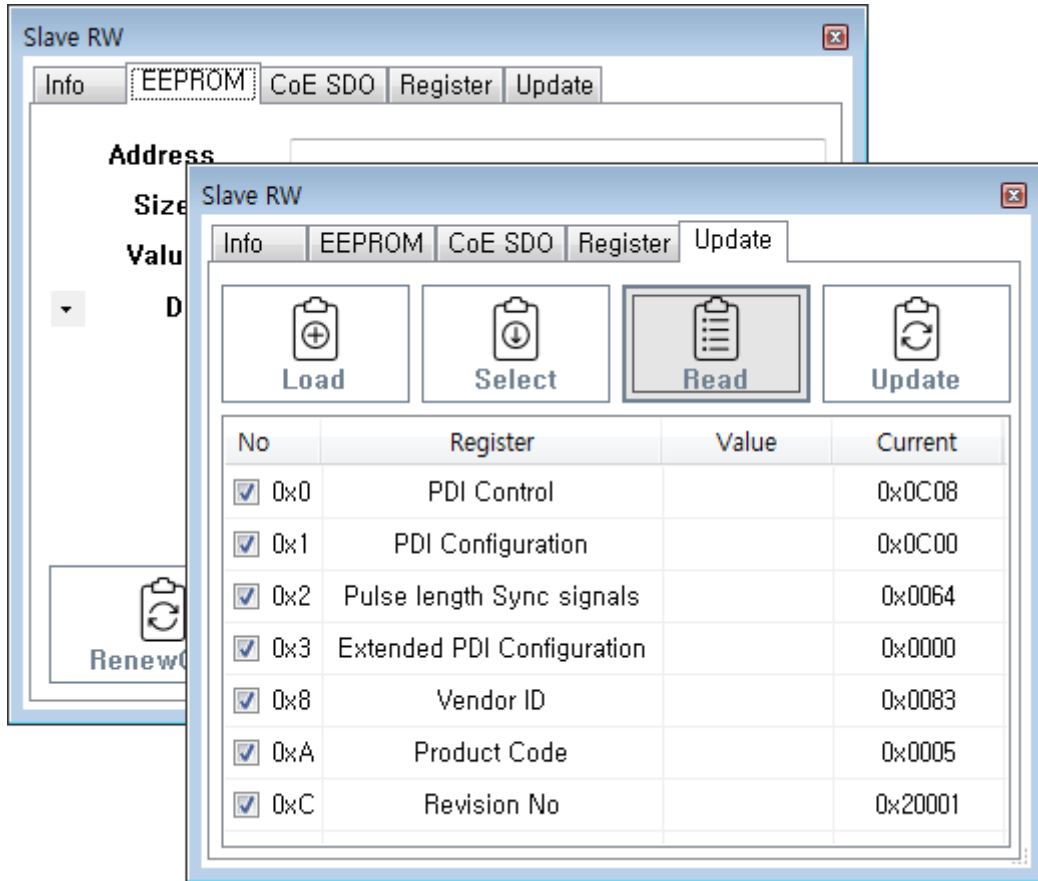 Slave RW
Info EEPROM CoE SDO Register Update
Address
Size
Valu
D
Slave RW
Info EEPROM CoE SDO Register Update
Load Select Read Update
No Register Value Current
0x0 PDI Control 0x0C08
0x1 PDI Configuration 0x0C00
0x2 Pulse length Sync signals 0x0064
0x3 Extended PDI Configuration 0x0000
0x8 Vendor ID 0x0083
0xA Product Code 0x0005
0xC Revision No 0x20001